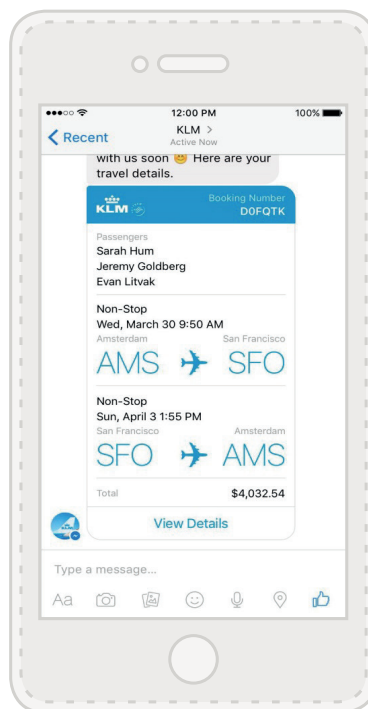 12:00 PM
100%
Recent
KLM >
Active Now
with us soon 😊 Here are your
travel details.
KLM
Booking Number
D0FQTK
Passengers
Sarah Hum
Jeremy Goldberg
Evan Litvak
Non-Stop
Wed, March 30 9:50 AM
Amsterdam San Francisco
AMS SFO
Non-Stop
Sun, April 3 1:55 PM
San Francisco Amsterdam
SFO AMS
Total $4,032.54
View Details
Type a message...
Aa